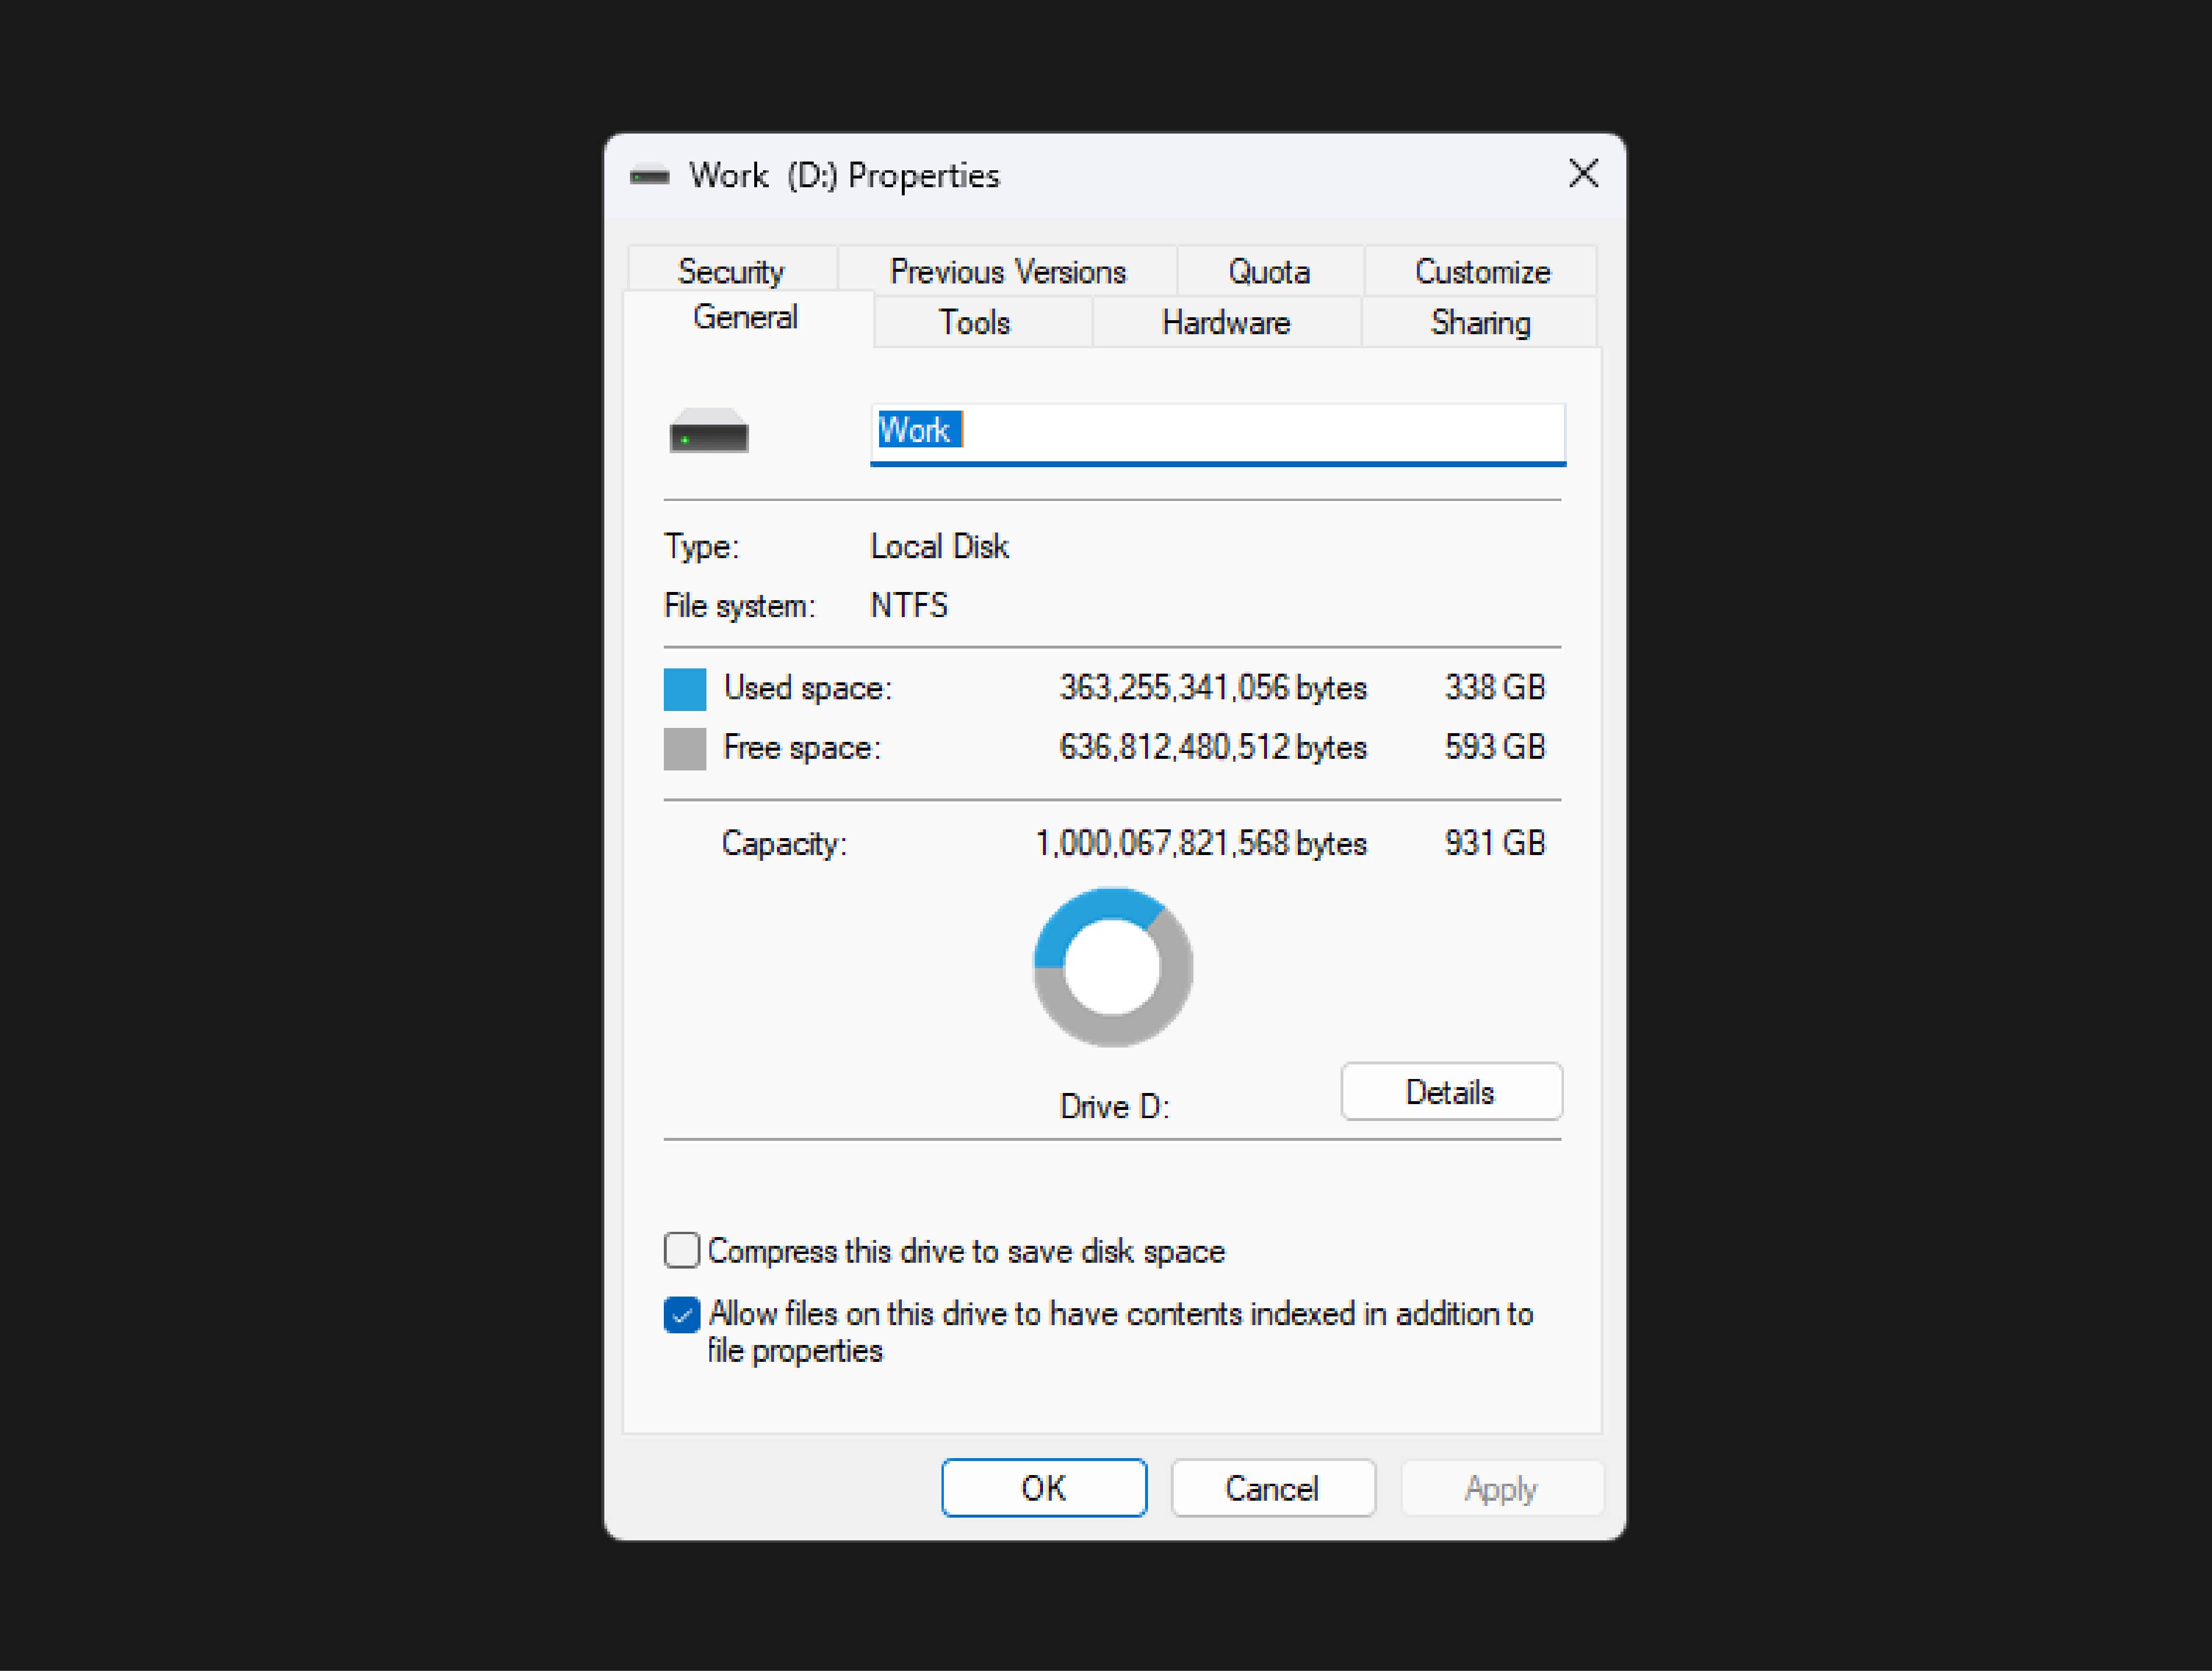 Work  (D:) Properties
Security Previous Versions Quota Customize
General Tools Hardware Sharing
Work
Type: Local Disk
File system: NTFS
Used space: 363,255,341,056 bytes 338 GB
Free space: 636,812,480,512 bytes 593 GB
Capacity: 1,000,067,821,568 bytes 931 GB
Drive D:
Details
Compress this drive to save disk space
Allow files on this drive to have contents indexed in addition to
file properties
OK Cancel Apply